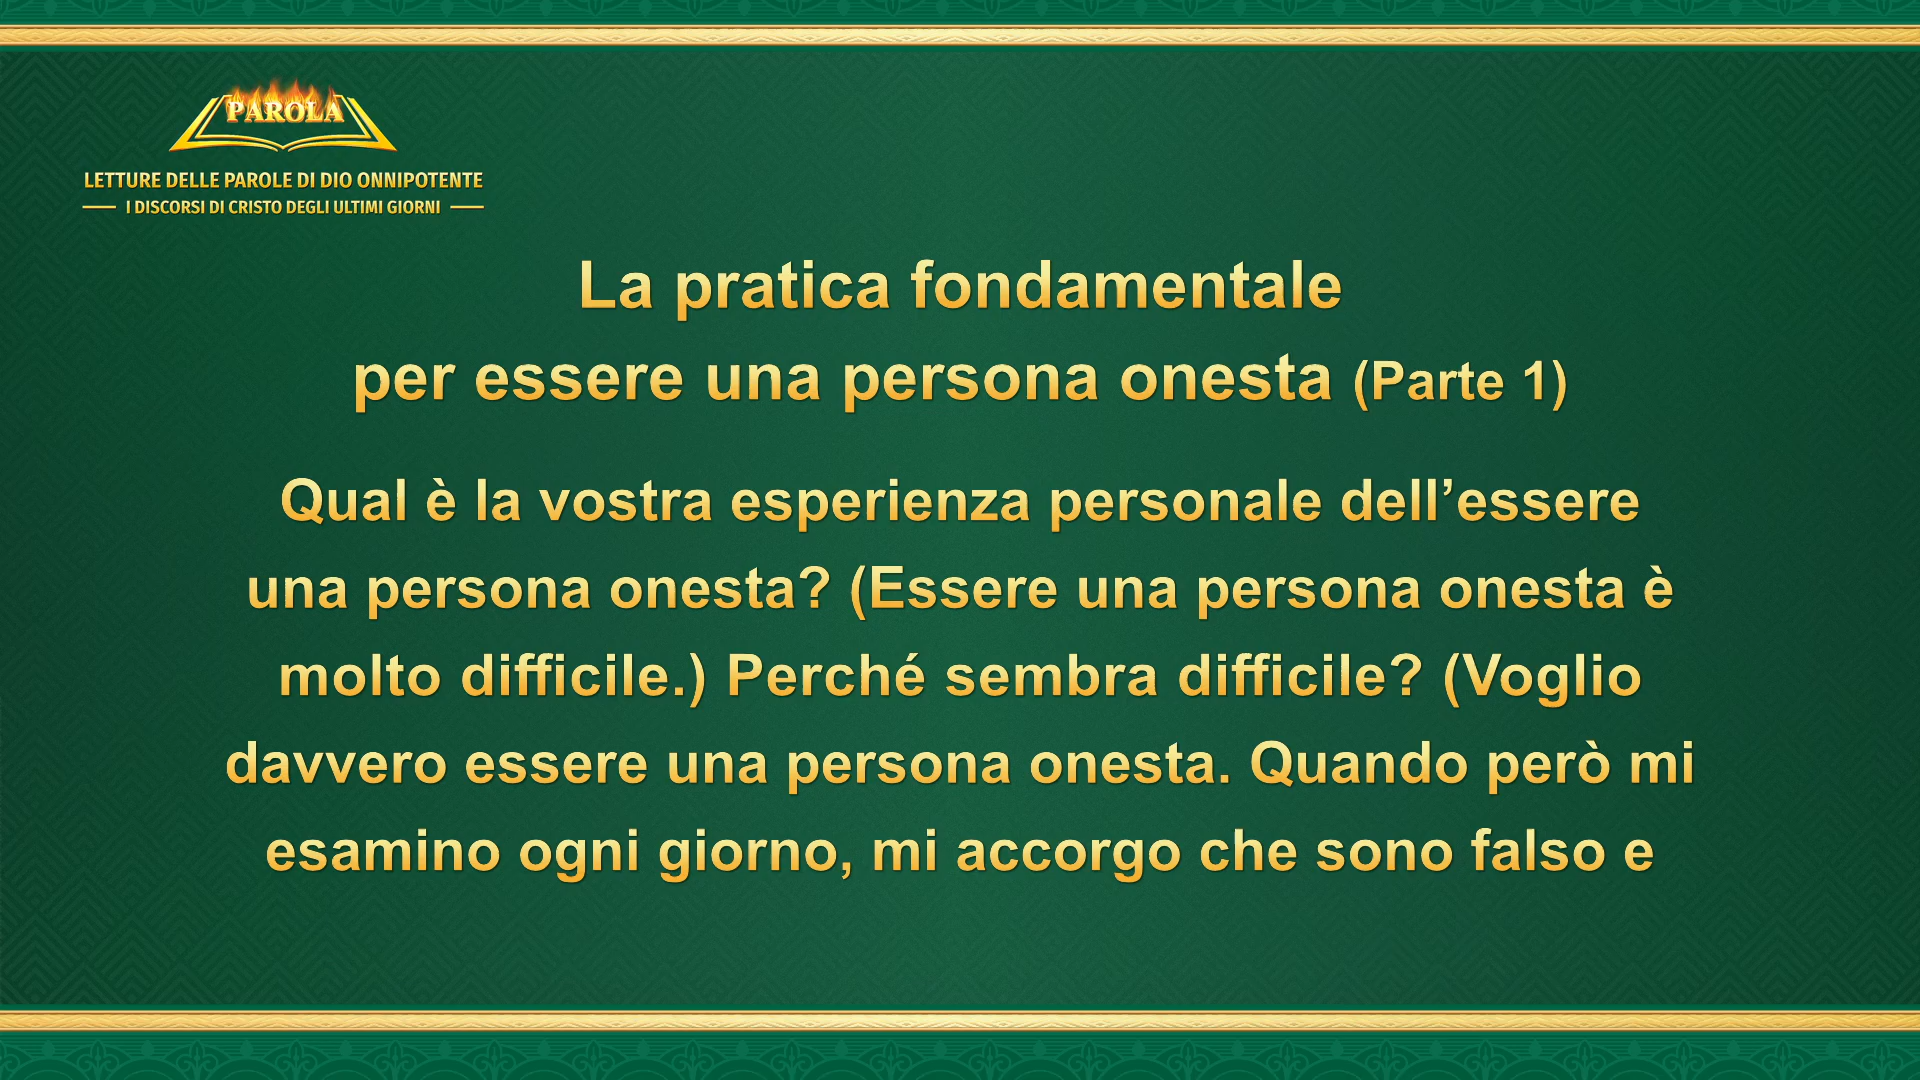 PAROLA
LETTURE DELLE PAROLE DI DIO ONNIPOTENTE
I DISCORSI DI CRISTO DEGLI ULTIMI GIORNI
La pratica fondamentale
per essere una persona onesta (Parte 1)
Qual è la vostra esperienza personale dell’essere
una persona onesta? (Essere una persona onesta è
molto difficile.) Perché sembra difficile? (Voglio
davvero essere una persona onesta. Quando però mi
esamino ogni giorno, mi accorgo che sono falso e